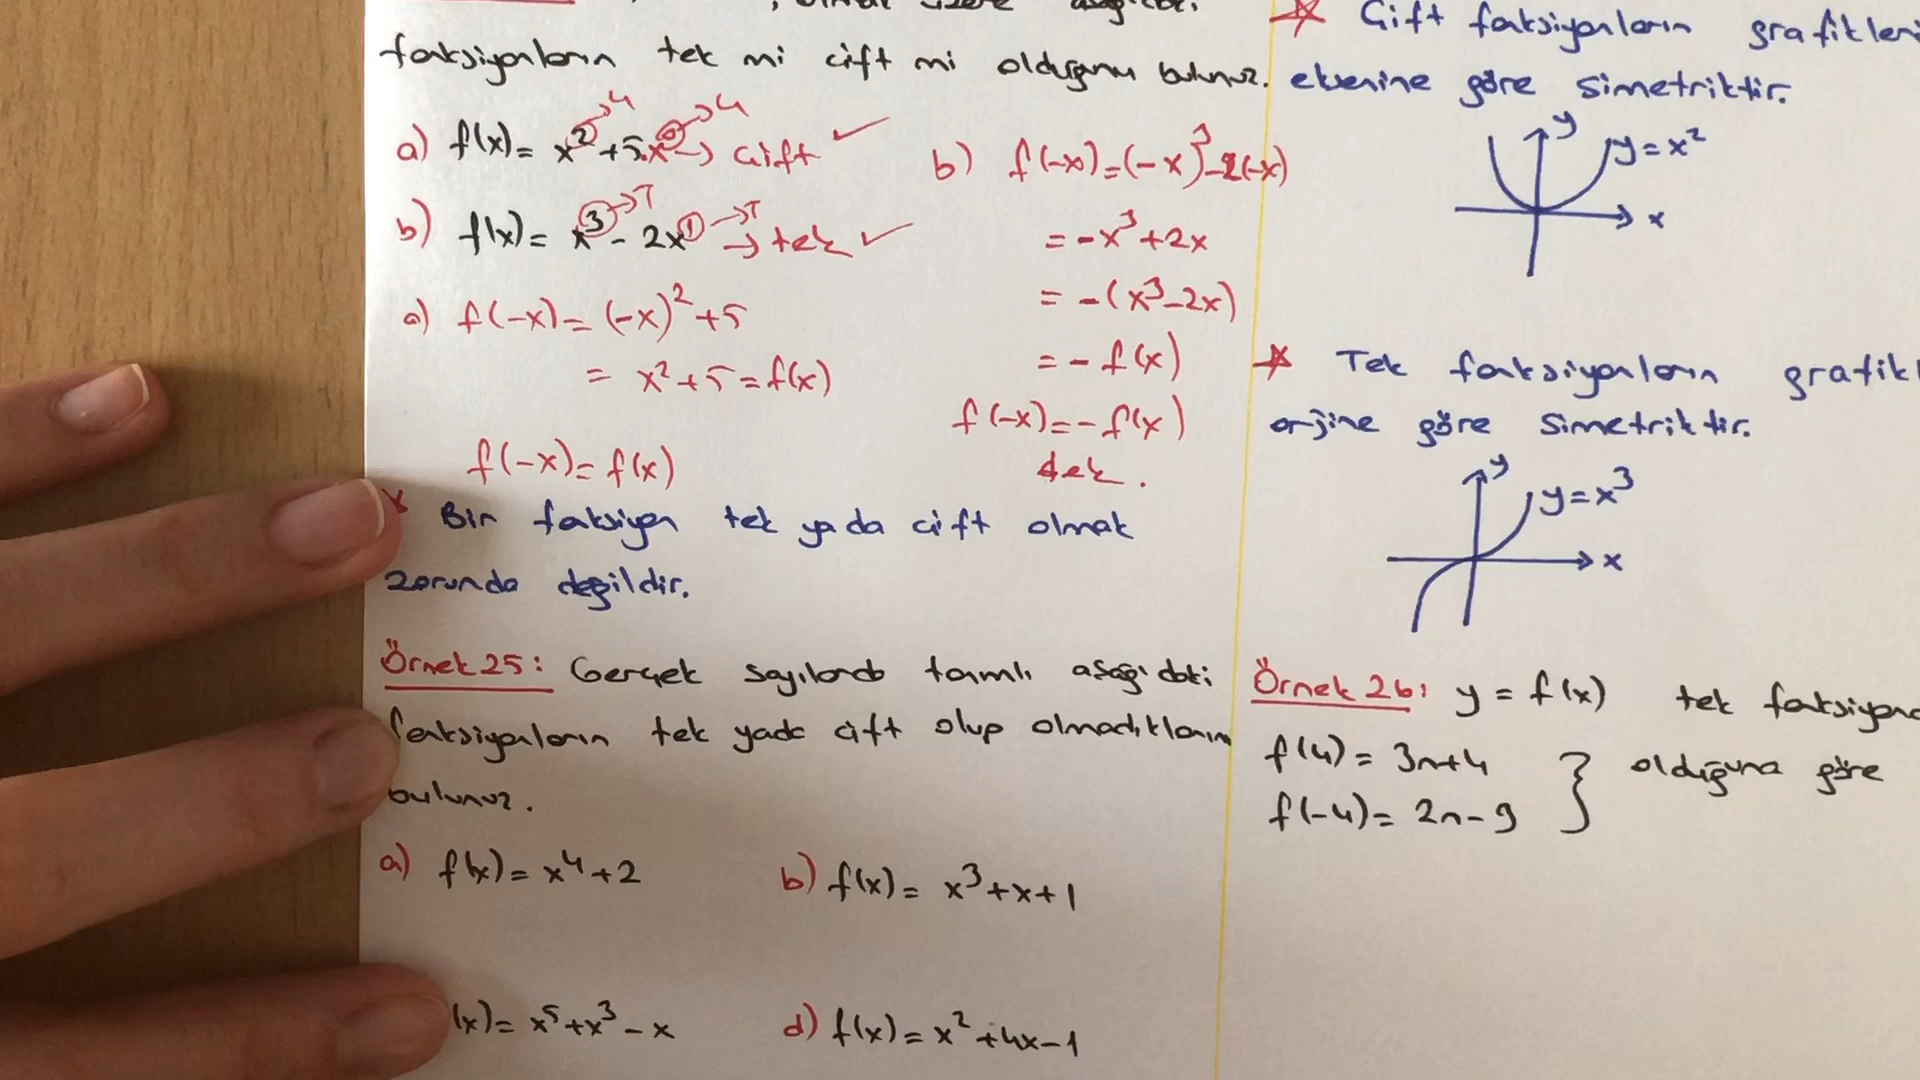 fonksiyonların tek mi çift mi olduğunu bulunuz.
a) f(x) = x² + 5.x⁰ → Çift ✓
4
4
b) f(x) = x³ - 2x¹ → tek ✓
T
T
a) f(-x) = (-x)² + 5
= x² + 5 = f(x)
f(-x) = f(x)
b) f(-x) = (-x)³ - 2(-x)
= -x³ + 2x
= -(x³ - 2x)
= - f(x)
f(-x) = - f(x)
tek.
Bir fonksiyon tek ya da çift olmak
zorunda değildir.
Örnek 25: Gerçek sayılarda tanımlı aşağıdaki
fonksiyonların tek yada çift olup olmadıklarını
bulunuz.
a) f(x) = x⁴ + 2
b) f(x) = x³ + x + 1
(x) = x⁵ + x³ - x
d) f(x) = x² + 4x - 1
Çift fonksiyonların grafikleri
eksenine göre simetriktir.
y
y = x²
x
Tek fonksiyonların grafikl
orjine göre simetriktir.
y
y = x³
x
Örnek 26: y = f(x) tek fonksiyon
f(4) = 3n+4
f(-4) = 2n-9
} olduğuna göre